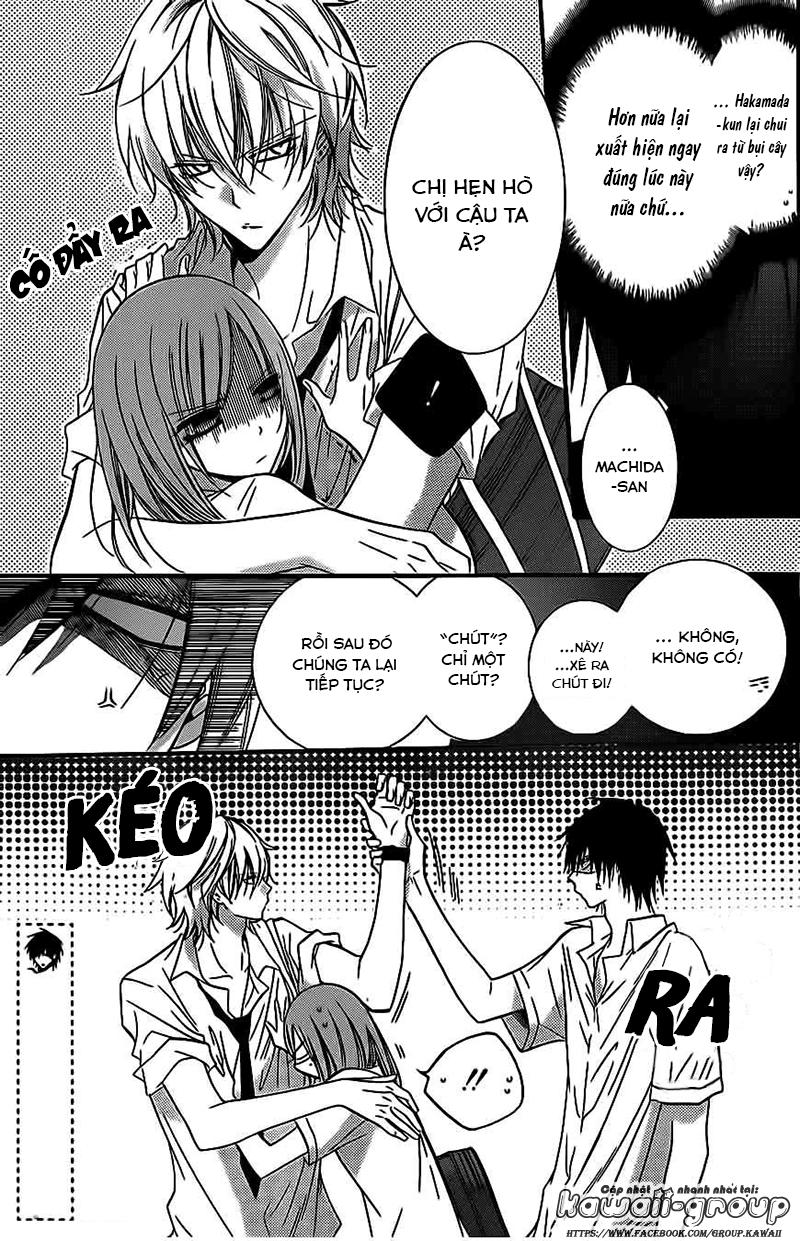 ... Hakamada
-kun lại chui
ra từ bụi cây
vậy?
Hơn nữa lại
xuất hiện ngay
đúng lúc này
nữa chứ...
...
MACHIDA
-SAN
CHỊ HẸN HÒ
VỚI CẬU TA
À?
CỐ ĐẨY RA
... KHÔNG,
KHÔNG CÓ!
...NÀY!
...XÊ RA
CHÚT ĐI!
"CHÚT"?
CHỈ MỘT
CHÚT?
RỒI SAU ĐÓ
CHÚNG TA LẠI
TIẾP TỤC?
KÉO
RA
!!
Cập nhật nhanh nhất tại:
kawaii-group
HTTPS://WWW.FACEBOOK.COM/GROUP.KAWAII